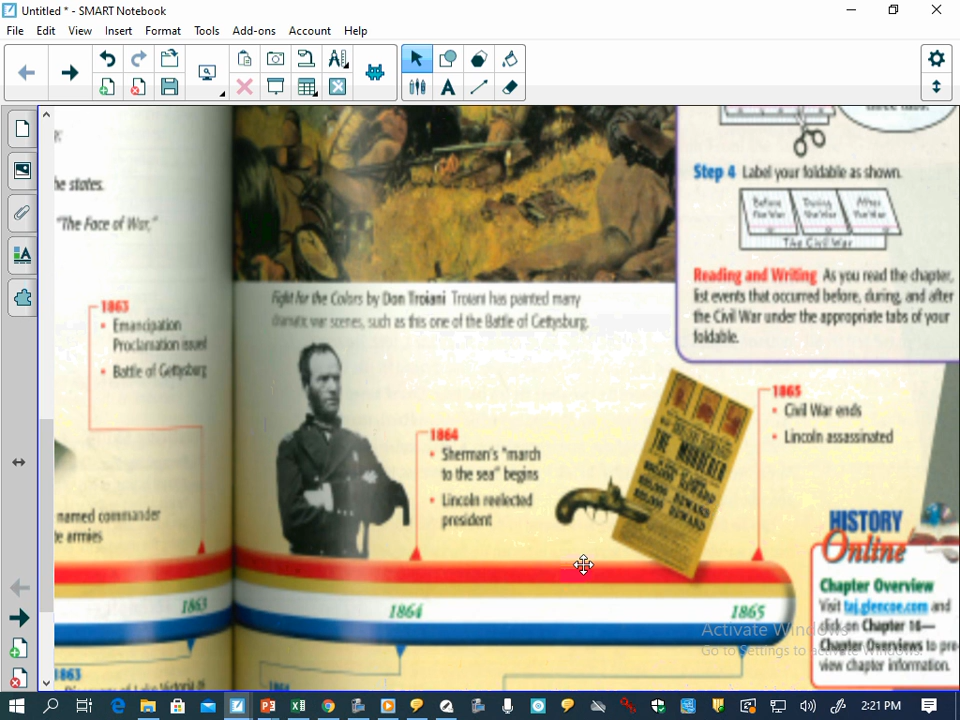 Untitled * - SMART Notebook
File Edit View Insert Format Tools Add-ons Account Help
he states.
"The Face of War,"
1863
• Emancipation
Proclamation issued
• Battle of Gettysburg
named commander
armies
1863
1863
Fight for the Colors by Don Troiani Troiani has painted many
dramatic war scenes, such as this one of the Battle of Gettysburg.
1864
• Sherman's "march
to the sea" begins
• Lincoln reelected
president
1864
THE MURDERER
REWARD
REWARD
REWARD
1865
• Civil War ends
• Lincoln assassinated
1865
three tabs.
Step 4 Label your foldable as shown.
Before the War
During the War
After the War
The Civil War
Reading and Writing As you read the chapter,
list events that occurred before, during, and after
the Civil War under the appropriate tabs of your
foldable.
HISTORY
Online
Chapter Overview
Visit taj.glencoe.com and
click on Chapter 16—
Chapter Overviews to pre
view chapter information.
Activate Windows
Go to Settings to activate Windows.
2:21 PM